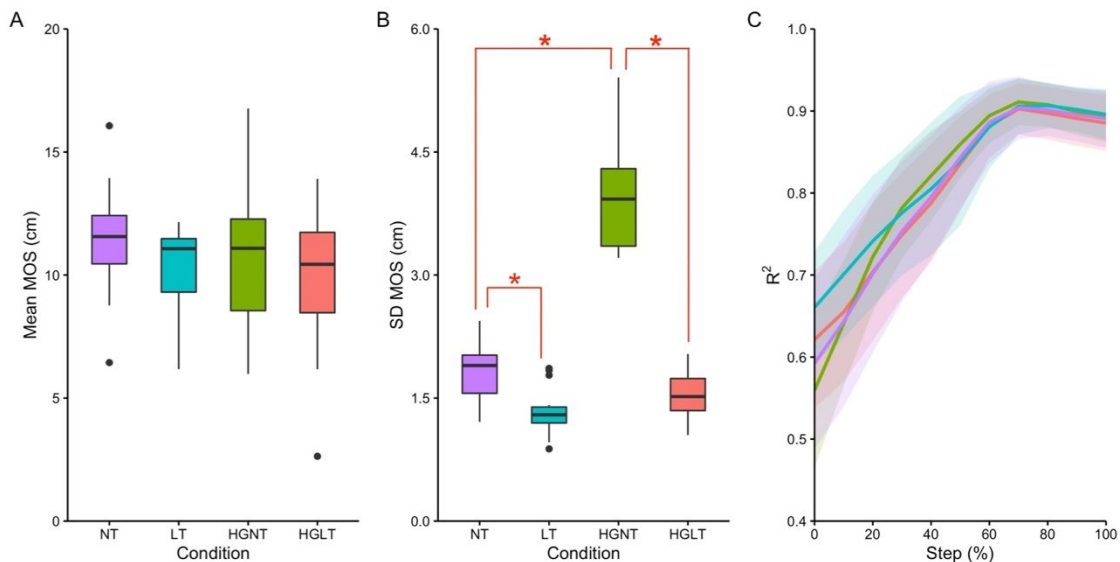 A
Mean MOS (cm)
20
15
10
5
0
NT LT HGNT HGLT
Condition
B
SD MOS (cm)
6.0
4.5
3.0
1.5
0.0
* * *
NT LT HGNT HGLT
Condition
C
R²
1.0
0.9
0.8
0.7
0.6
0.5
0.4
0 20 40 60 80 100
Step (%)